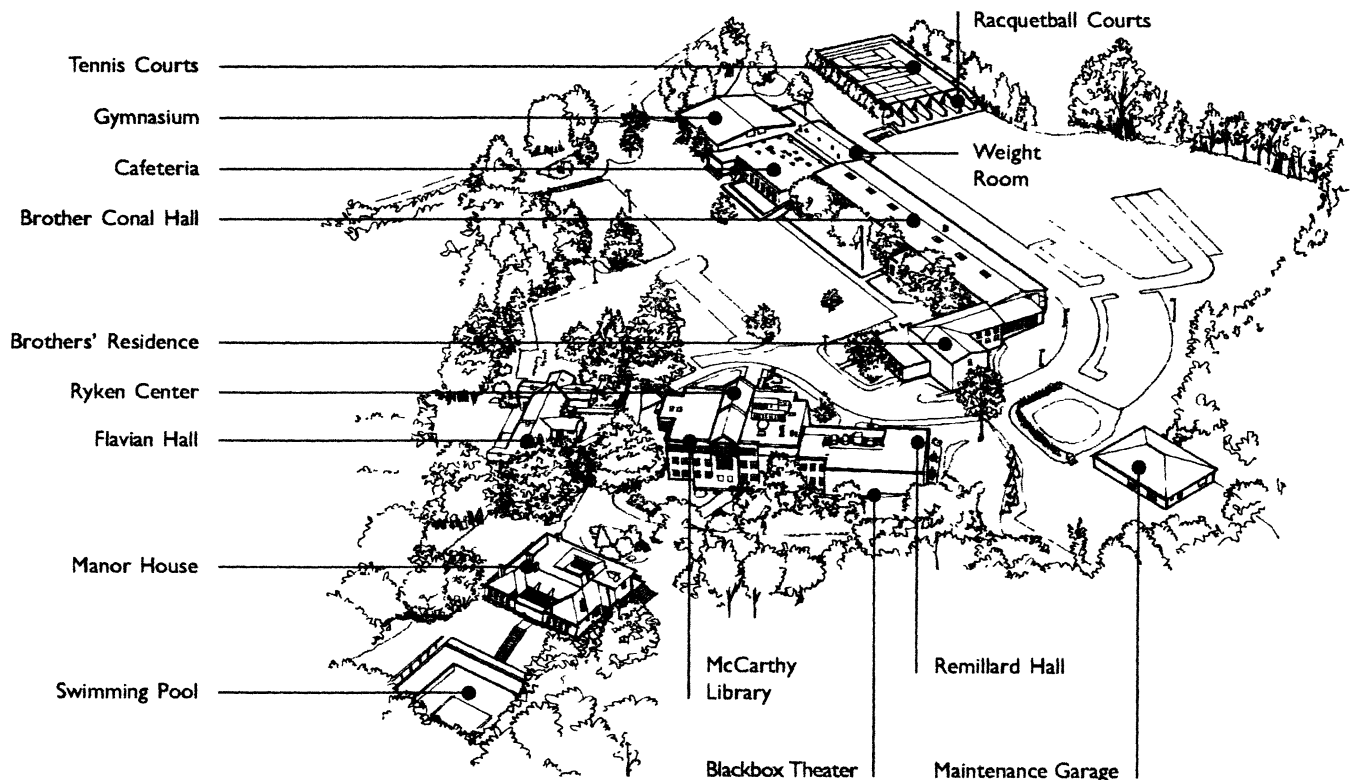 Racquetball Courts
Tennis Courts
Gymnasium
Cafeteria
Weight
Room
Brother Conal Hall
Brothers' Residence
Ryken Center
Flavian Hall
Manor House
McCarthy
Library
Remillard Hall
Swimming Pool
Blackbox Theater
Maintenance Garage